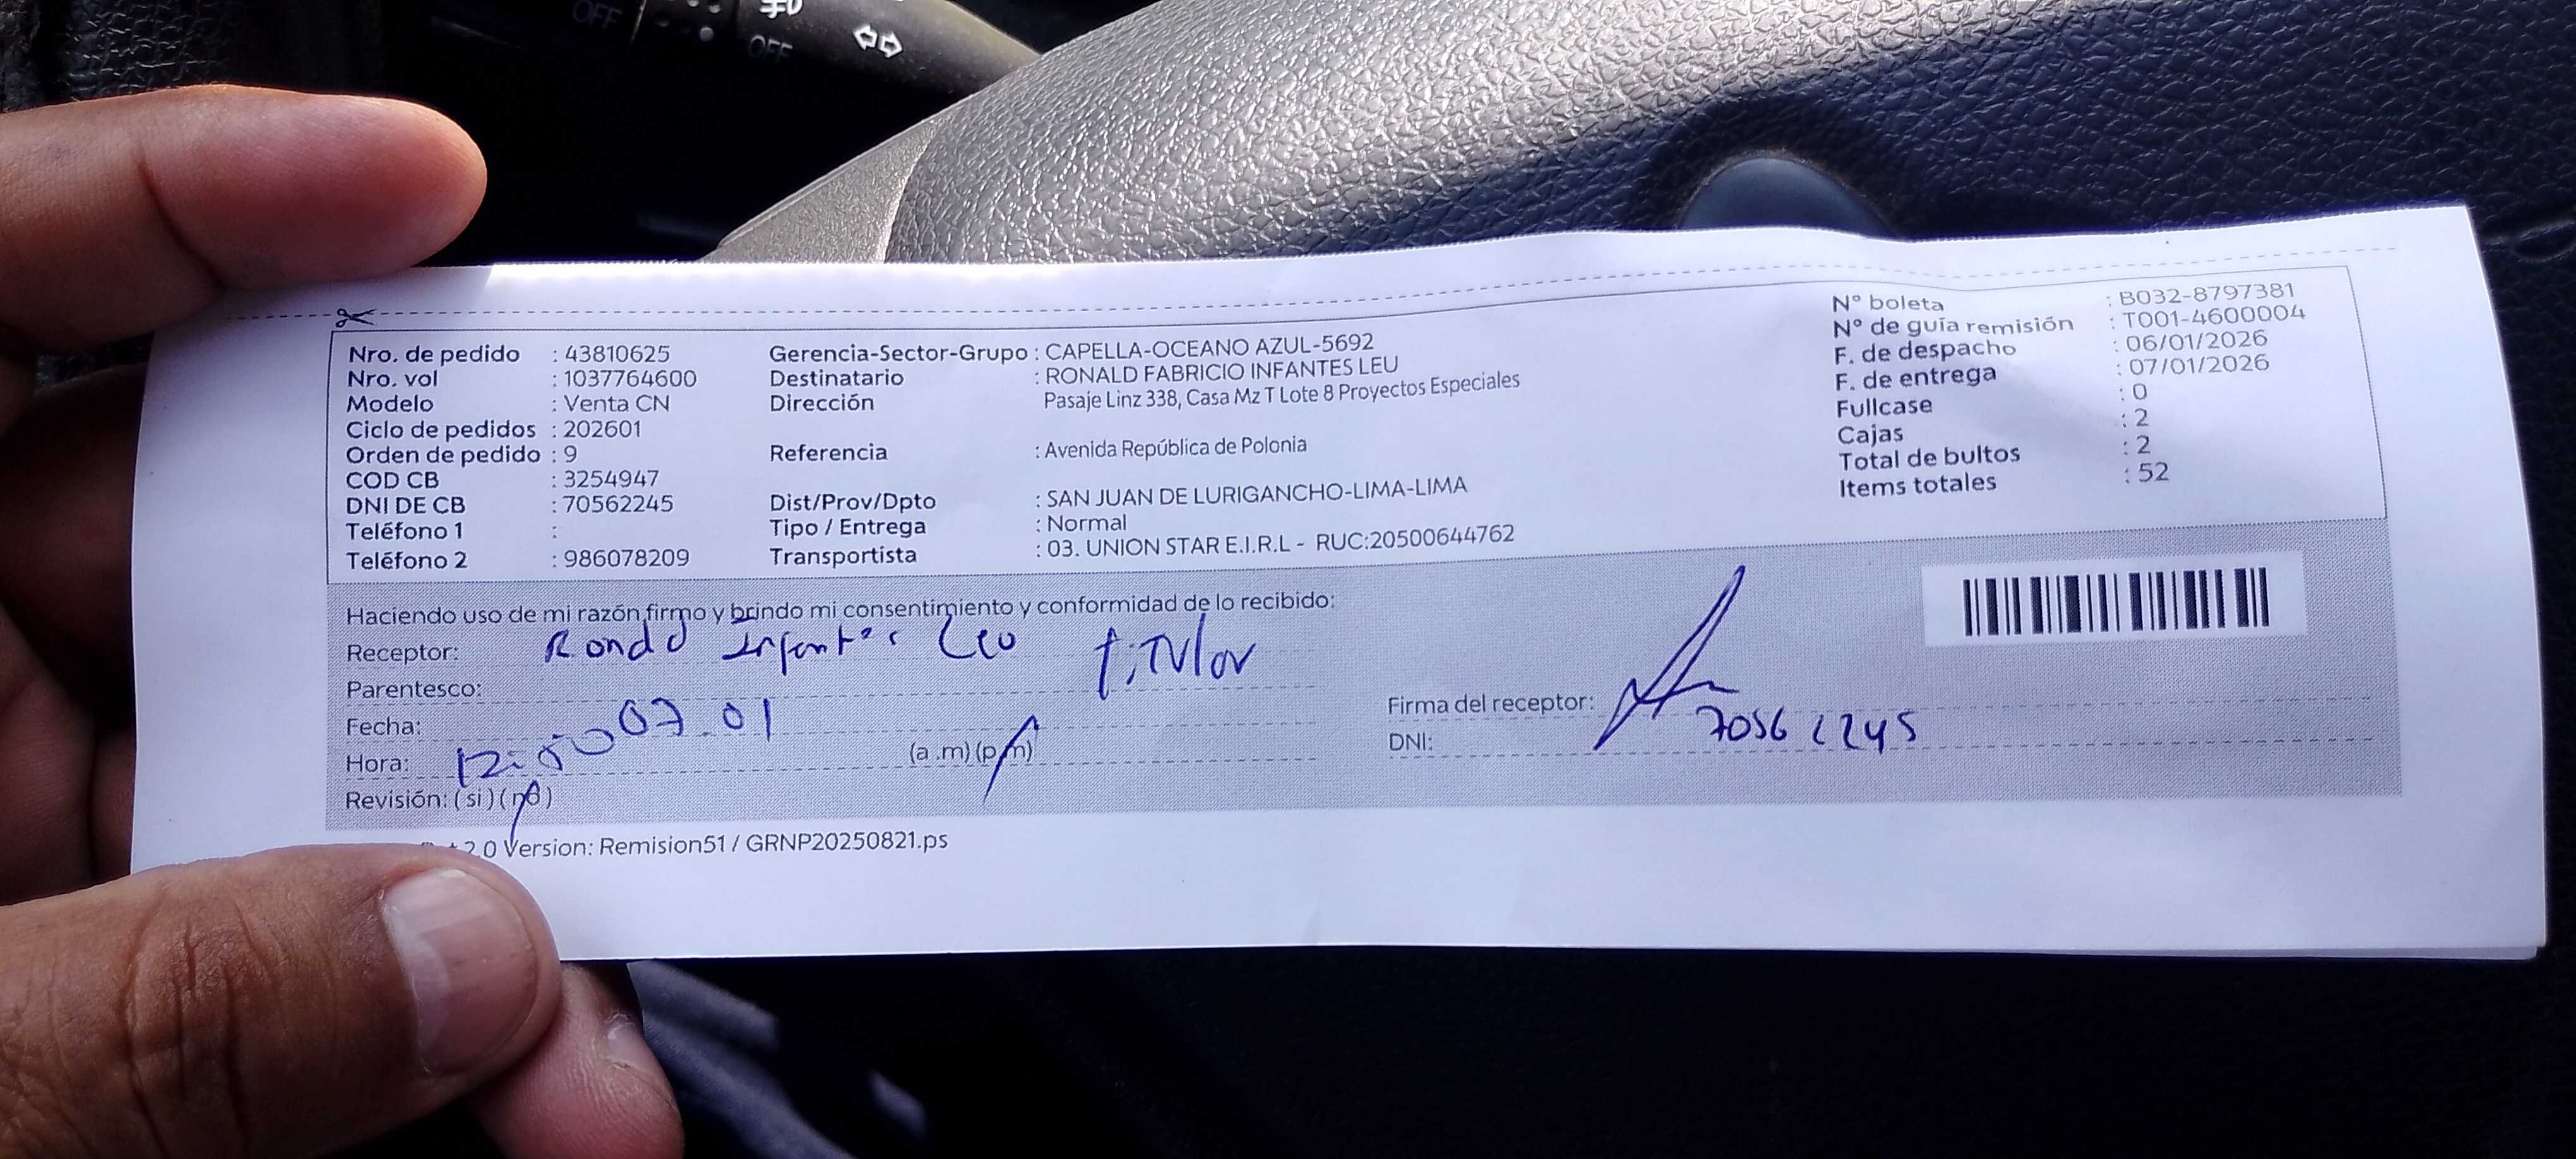 OFF
OFF
Nro. de pedido : 43810625
Nro. vol : 1037764600
Modelo : Venta CN
Ciclo de pedidos : 202601
Orden de pedido : 9
COD CB : 3254947
DNI DE CB : 70562245
Teléfono 1 :
Teléfono 2 : 986078209
Gerencia-Sector-Grupo : CAPELLA-OCEANO AZUL-5692
Destinatario : RONALD FABRICIO INFANTES LEU
Dirección Pasaje Linz 338, Casa Mz T Lote 8 Proyectos Especiales
Referencia : Avenida República de Polonia
Dist/Prov/Dpto : SAN JUAN DE LURIGANCHO-LIMA-LIMA
Tipo / Entrega : Normal
Transportista : 03. UNION STAR E.I.R.L - RUC:20500644762
N° boleta : B032-8797381
N° de guía remisión : T001-4600004
F. de despacho : 06/01/2026
F. de entrega : 07/01/2026
Fullcase : 0
Cajas : 2
Total de bultos : 2
Items totales : 52
Haciendo uso de mi razón, firmo y brindo mi consentimiento y conformidad de lo recibido:
Receptor: Infantes Leu
Parentesco: Titular
Fecha: 07.01
Hora: 12:50 (a .m) (p.m)
Revisión: (si) (no)
Firma del receptor:
DNI: 70562245
2.0 Version: Remision51 / GRNP20250821.ps